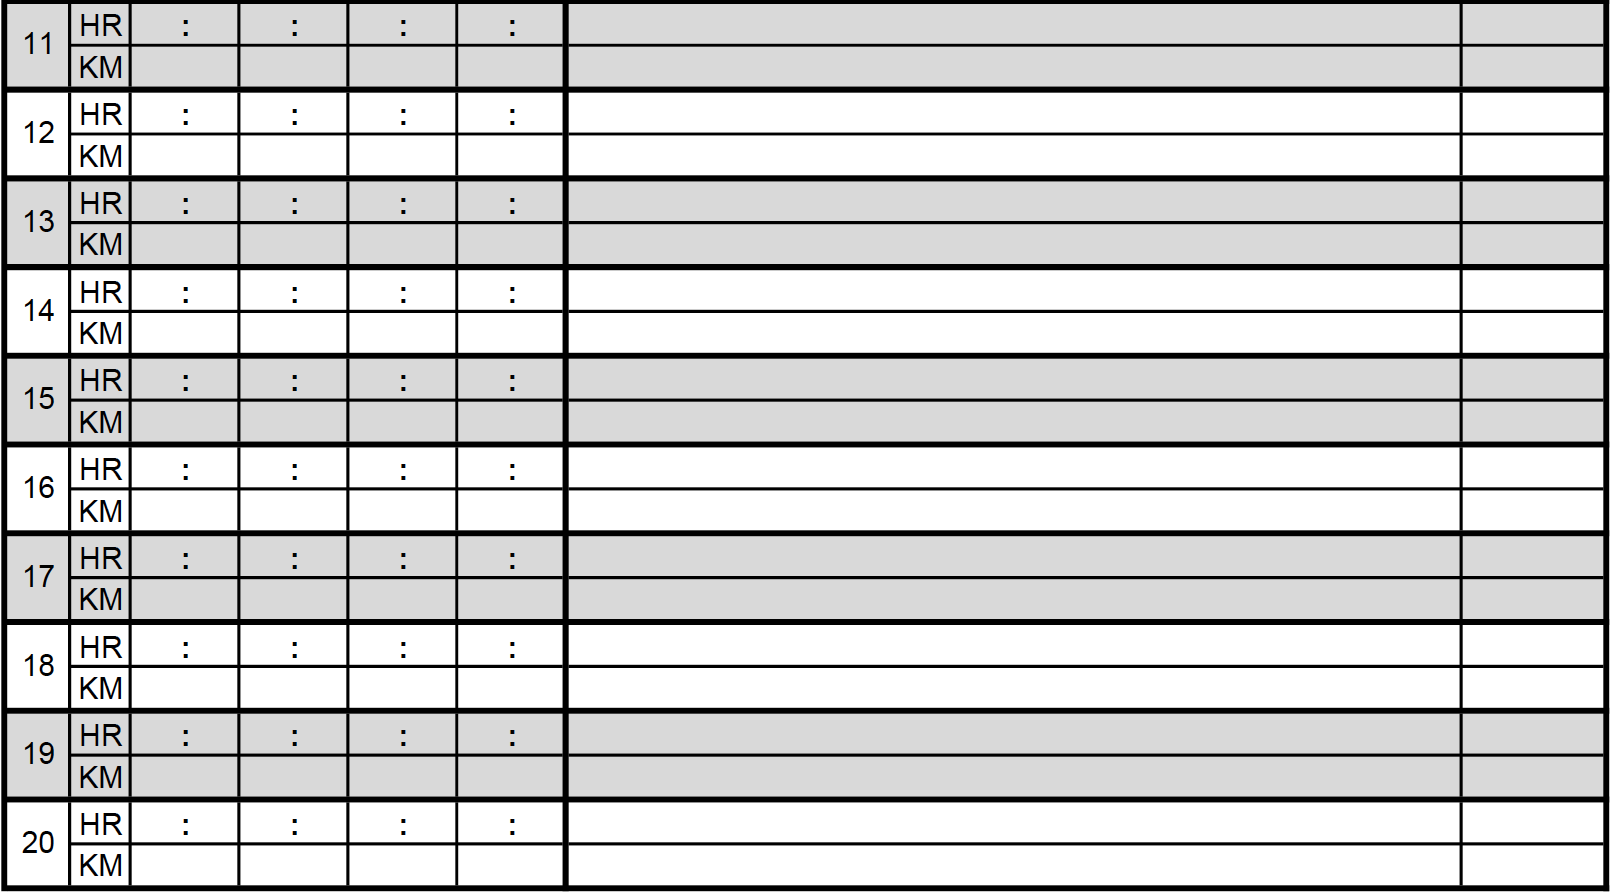 11 HR : : : :
KM
12 HR : : : :
KM
13 HR : : : :
KM
14 HR : : : :
KM
15 HR : : : :
KM
16 HR : : : :
KM
17 HR : : : :
KM
18 HR : : : :
KM
19 HR : : : :
KM
20 HR : : : :
KM